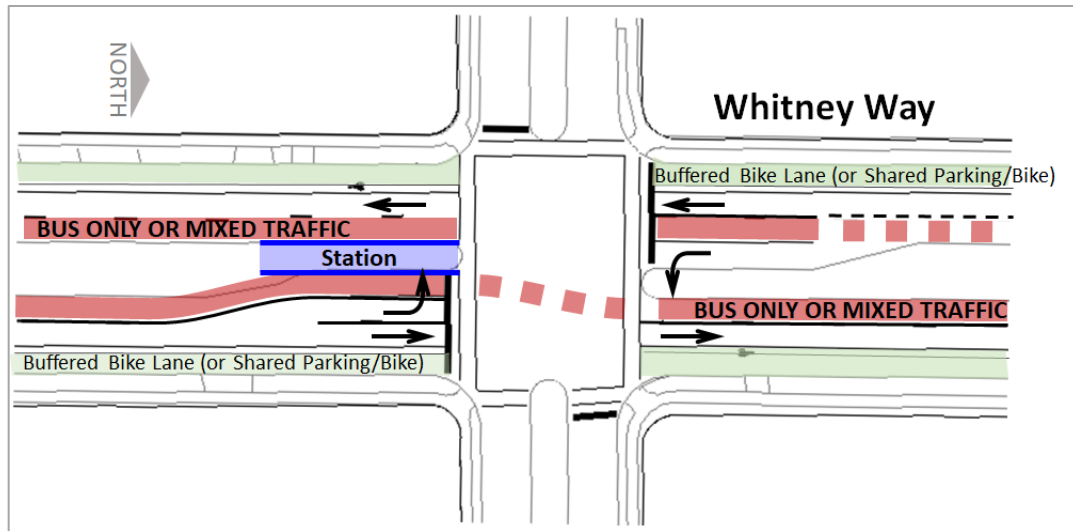 NORTH
Whitney Way
Buffered Bike Lane (or Shared Parking/Bike)
BUS ONLY OR MIXED TRAFFIC
Station
BUS ONLY OR MIXED TRAFFIC
Buffered Bike Lane (or Shared Parking/Bike)